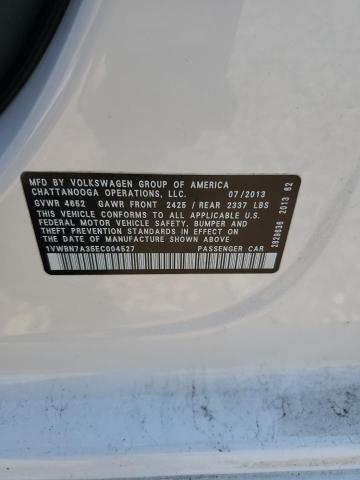 MFD BY VOLKSWAGEN GROUP OF AMERICA
CHATTANOOGA OPERATIONS, LLC. 07/2013
GVWR 4652 GAWR FRONT 2425 / REAR 2337 LBS
THIS VEHICLE CONFORMS TO ALL APPLICABLE
FEDERAL MOTOR VEHICLE SAFETY, BUMPER AND
THEFT PREVENTION STANDARDS IN EFFECT ON
THE DATE OF MANUFACTURE SHOWN ABOVE.
1VWBN7A35EC004527 PASSENGER CAR
2828636 2013 62